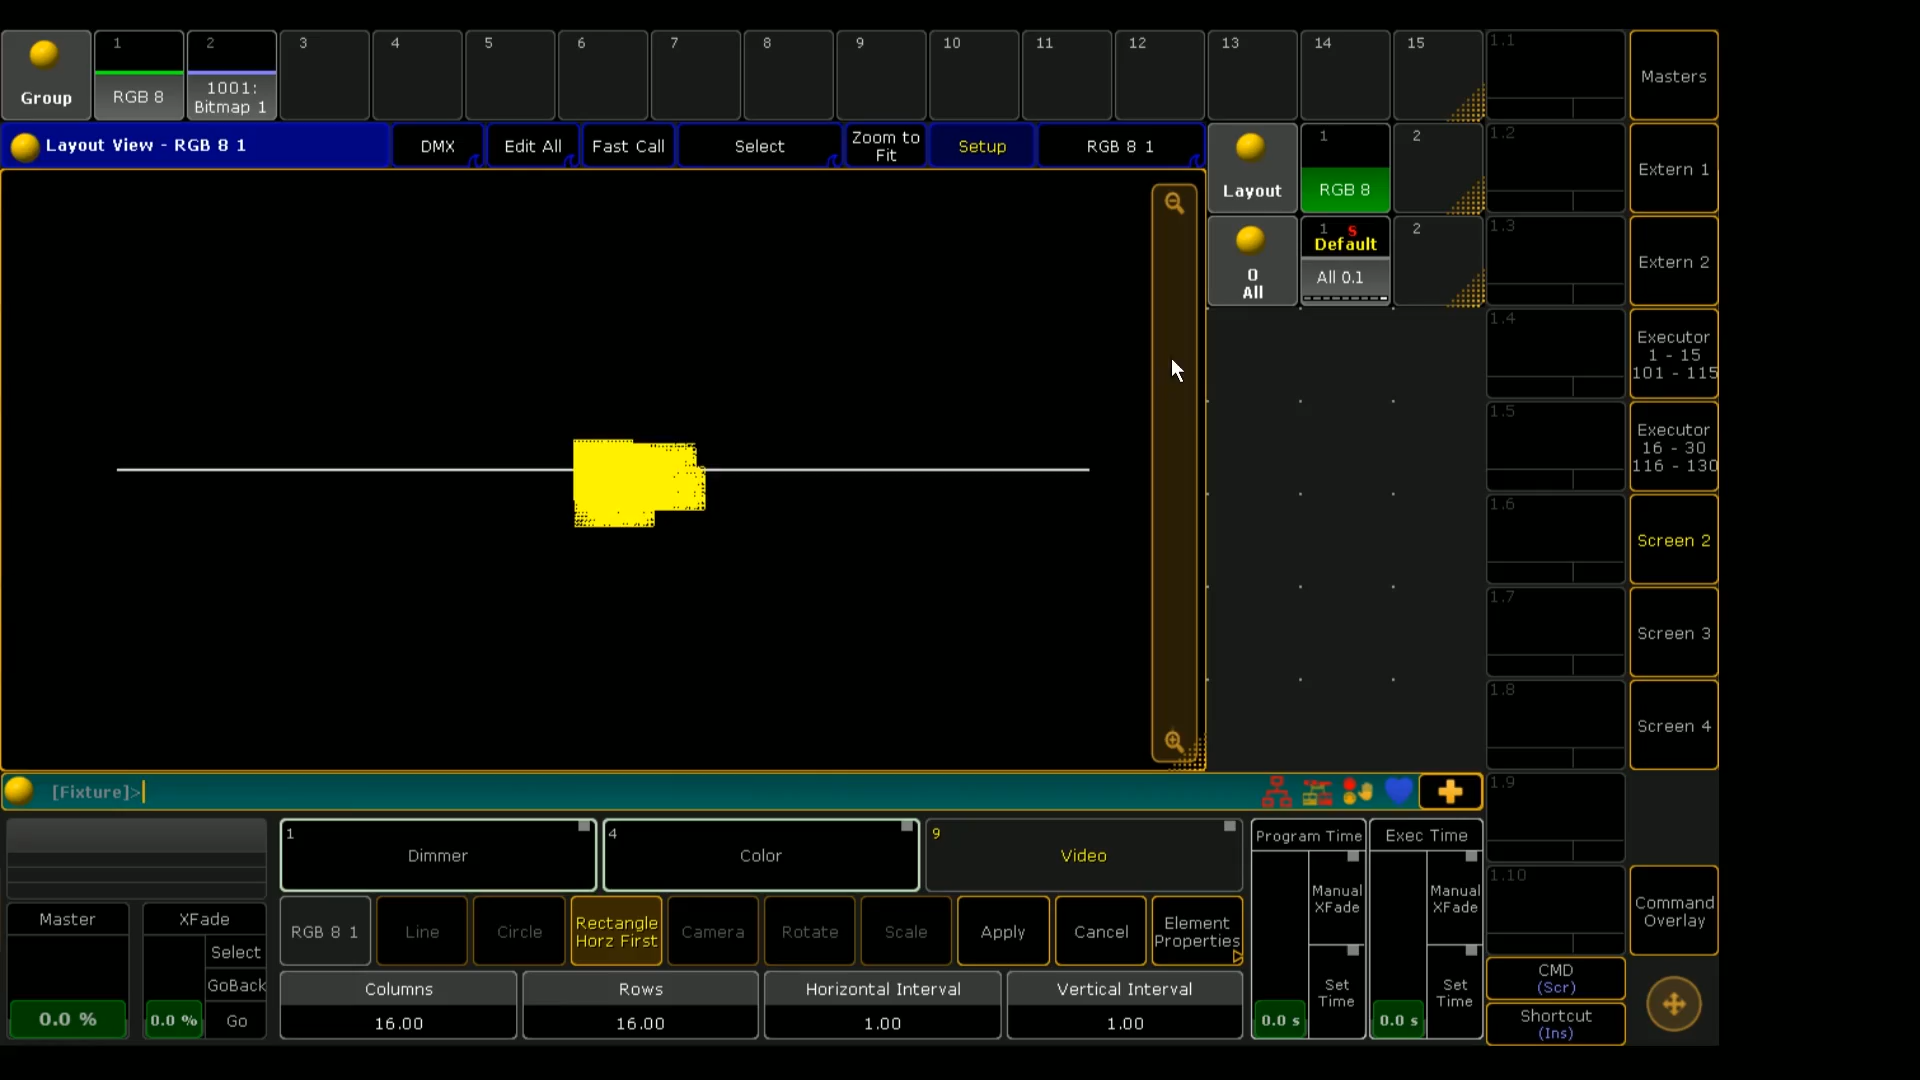 Group
1
RGB 8
2
1001:
Bitmap 1
3
4
5
6
7
8
9
10
11
12
13
14
15
1.1
Masters
Layout View - RGB 8 1
DMX
Edit All
Fast Call
Select
Zoom to
Fit
Setup
RGB 8 1
Layout
1
RGB 8
2
1.2
Extern 1
0
All
1 S
Default
All 0.1
2
1.3
Extern 2
1.4
Executor
1 - 15
101 - 115
1.5
Executor
16 - 30
116 - 130
1.6
Screen 2
1.7
Screen 3
1.8
Screen 4
[Fixture]>
1.9
1
Dimmer
4
Color
9
Video
Program Time
Exec Time
Manual
XFade
Manual
XFade
1.10
Command
Overlay
Master
XFade
Select
GoBack
Go
0.0 %
0.0 %
RGB 8 1
Line
Circle
Rectangle
Horz First
Camera
Rotate
Scale
Apply
Cancel
Element
Properties
Columns
16.00
Rows
16.00
Horizontal Interval
1.00
Vertical Interval
1.00
0.0 s
Set
Time
0.0 s
Set
Time
CMD
(Scr)
Shortcut
(Ins)